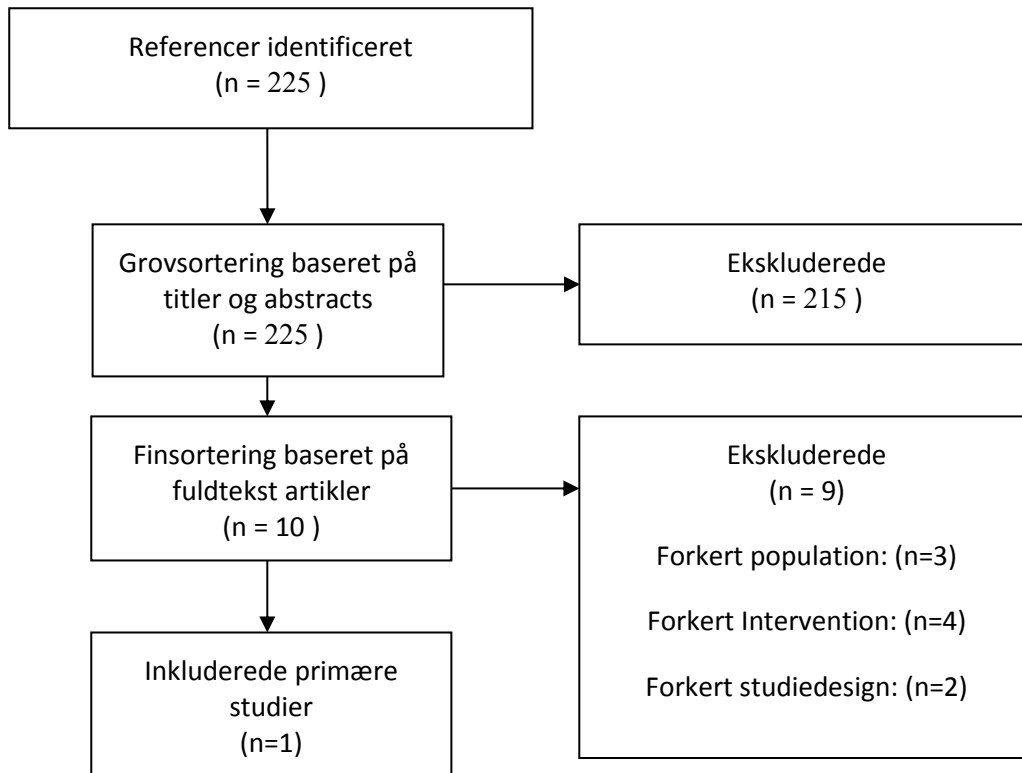 Referencer identificeret
(n = 225 )
Grovsortering baseret på
titler og abstracts
(n = 225 )
Ekskluderede
(n = 215 )
Finsortering baseret på
fuldtekst artikler
(n = 10 )
Ekskluderede
(n = 9)
Forkert population: (n=3)
Forkert Intervention: (n=4)
Forkert studiedesign: (n=2)
Inkluderede primære
studier
(n=1)